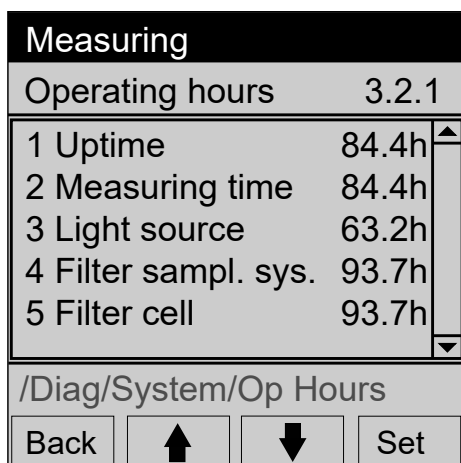 Measuring
Operating hours 3.2.1
1 Uptime 84.4h
2 Measuring time 84.4h
3 Light source 63.2h
4 Filter sampl. sys. 93.7h
5 Filter cell 93.7h
/Diag/System/Op Hours
Back Set